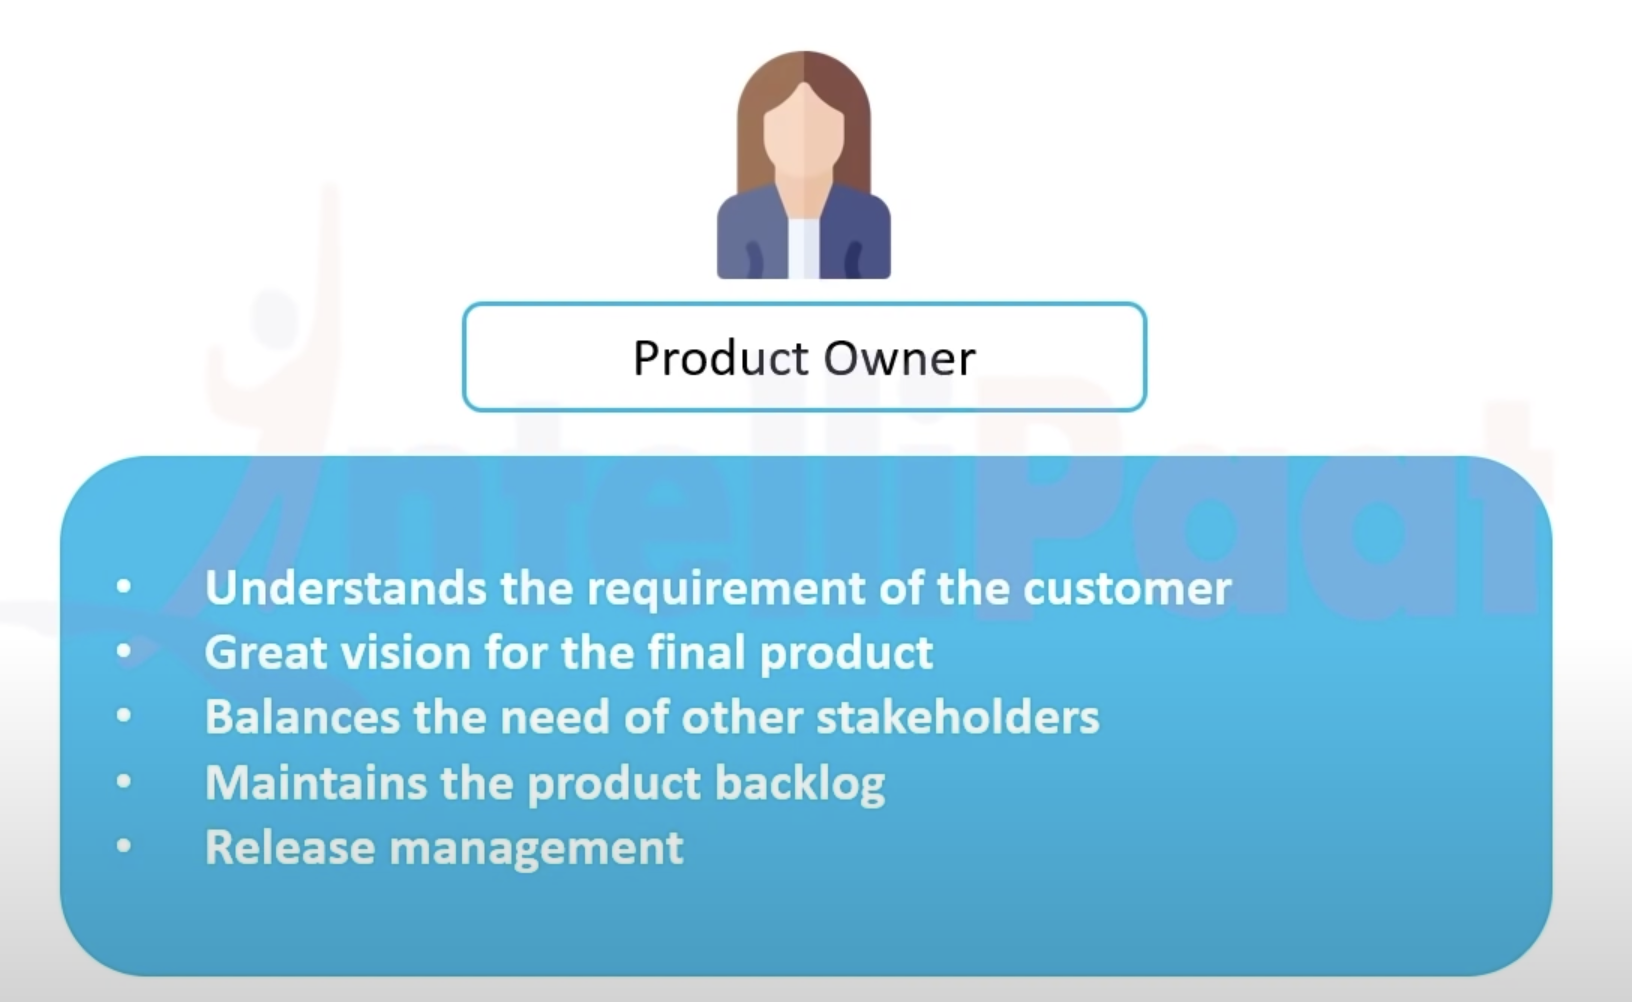 Product Owner
IntelliPaat
• Understands the requirement of the customer
• Great vision for the final product
• Balances the need of other stakeholders
• Maintains the product backlog
• Release management